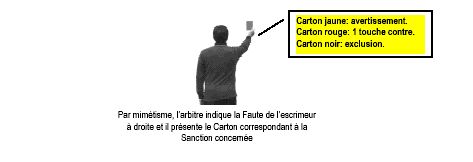 Carton jaune: avertissement.
Carton rouge: 1 touche contre.
Carton noir: exclusion.
Par mimétisme, l'arbitre indique la Faute de l'escrimeur
à droite et il présente le Carton correspondant à la
Sanction concernée